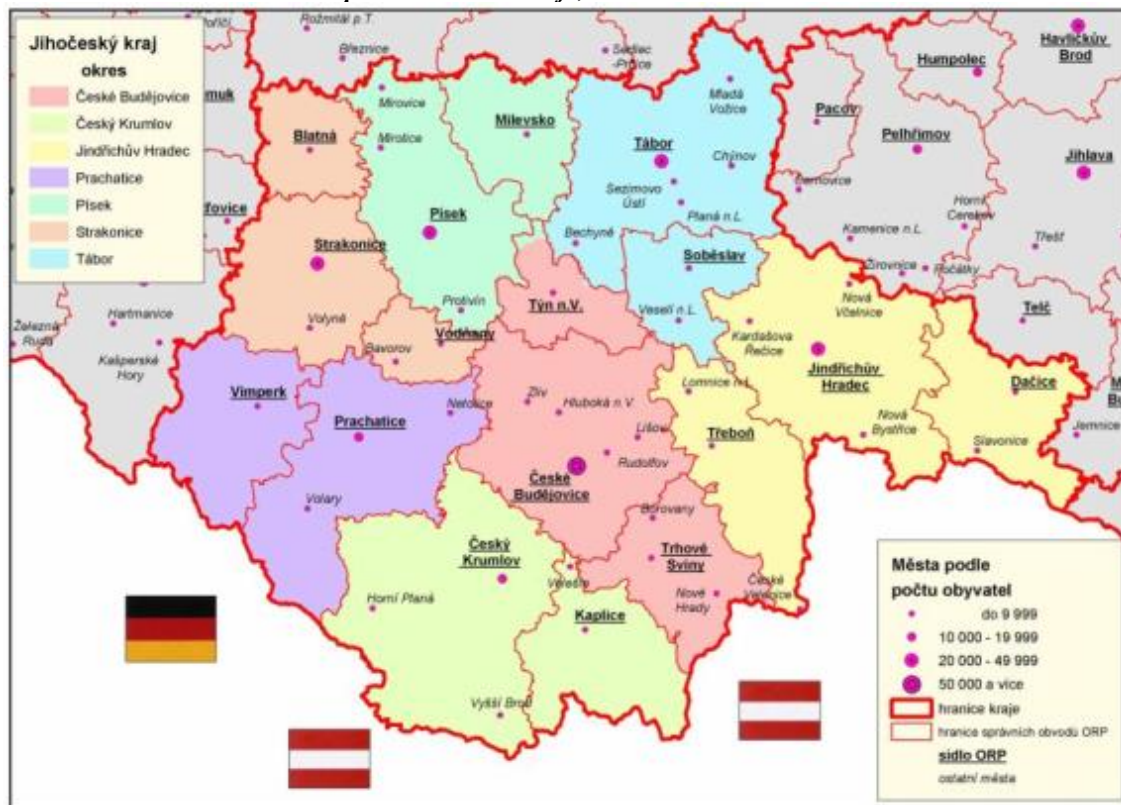 Rožmitál p.T.
Březnice
Sedlec
-Prčice
Havlíčkův
Brod
Humpolec
Jihočeský kraj
okres
České Budějovice
Český Krumlov
Jindřichův Hradec
Prachatice
Písek
Strakonice
Tábor
Mirovice
Mirotice
Milevsko
Mladá
Vožice
Pacov
Pelhřimov
Blatná
Tábor
Chýnov
Jihlava
Sezimovo
Ústí
Planá n.L.
Černovice
Horní
Cerekev
Písek
Strakonice
Bechyně
Kamenice n.L.
Třešť
Soběslav
Žirovnice
Počátky
Týn n.V.
Nová
Včelnice
Protivín
Veselí n.L.
Kardašova
Řečice
Telč
Hartmanice
Železná
Ruda
Kašperské
Hory
Volyně
Vodňany
Bavorov
Jindřichův
Hradec
Dačice
Vimperk
Netolice
Zliv
Hluboká n.V.
Lomnice n.L.
Prachatice
Lišov
Třeboň
Nová
Bystřice
Slavonice
Jemnice
Rudolfov
České
Budějovice
Volary
Borovany
Český
Krumlov
Trhové
Sviny
Velešín
Nové
Hrady
České
Velenice
Horní Planá
Kaplice
Vyšší Brod
Města podle
počtu obyvatel
do 9 999
10 000 - 19 999
20 000 - 49 999
50 000 a více
hranice kraje
hranice správních obvodů ORP
sídlo ORP
ostatní města